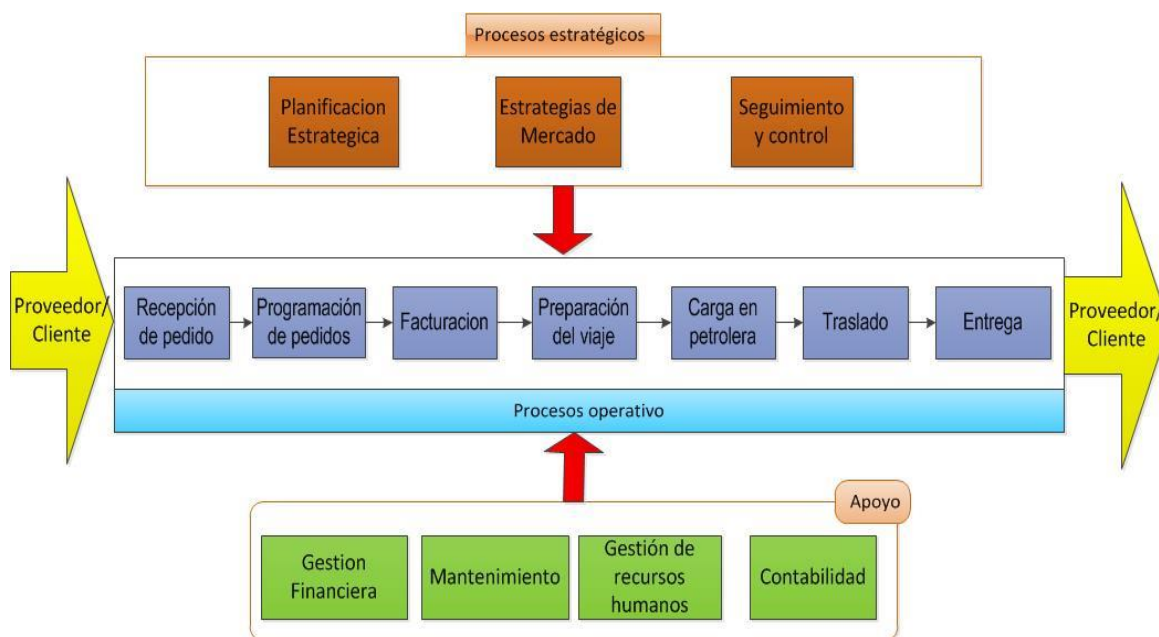 Procesos estratégicos
Planificacion
Estrategica
Estrategias de
Mercado
Seguimiento
y control
Proveedor/
Cliente
Recepción
de pedido
Programación
de pedidos
Facturacion
Preparación
del viaje
Carga en
petrolera
Traslado
Entrega
Proveedor/
Cliente
Procesos operativo
Apoyo
Gestion
Financiera
Mantenimiento
Gestión de
recursos
humanos
Contabilidad